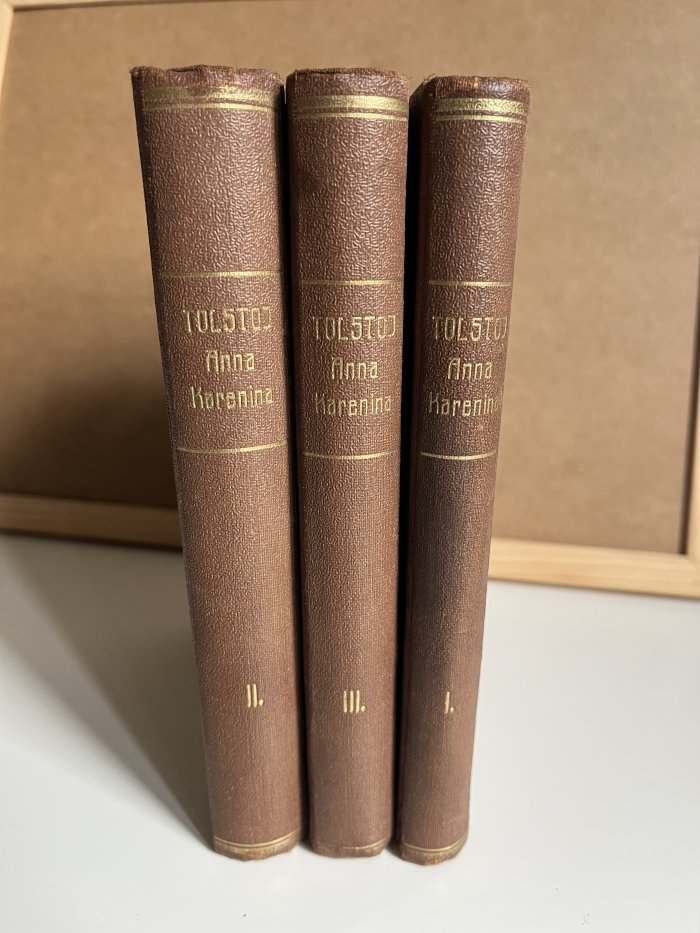 TOLSTOJ
Anna
Karenina
II.
TOLSTOJ
Anna
Karenina
III.
TOLSTOJ
Anna
Karenina
I.